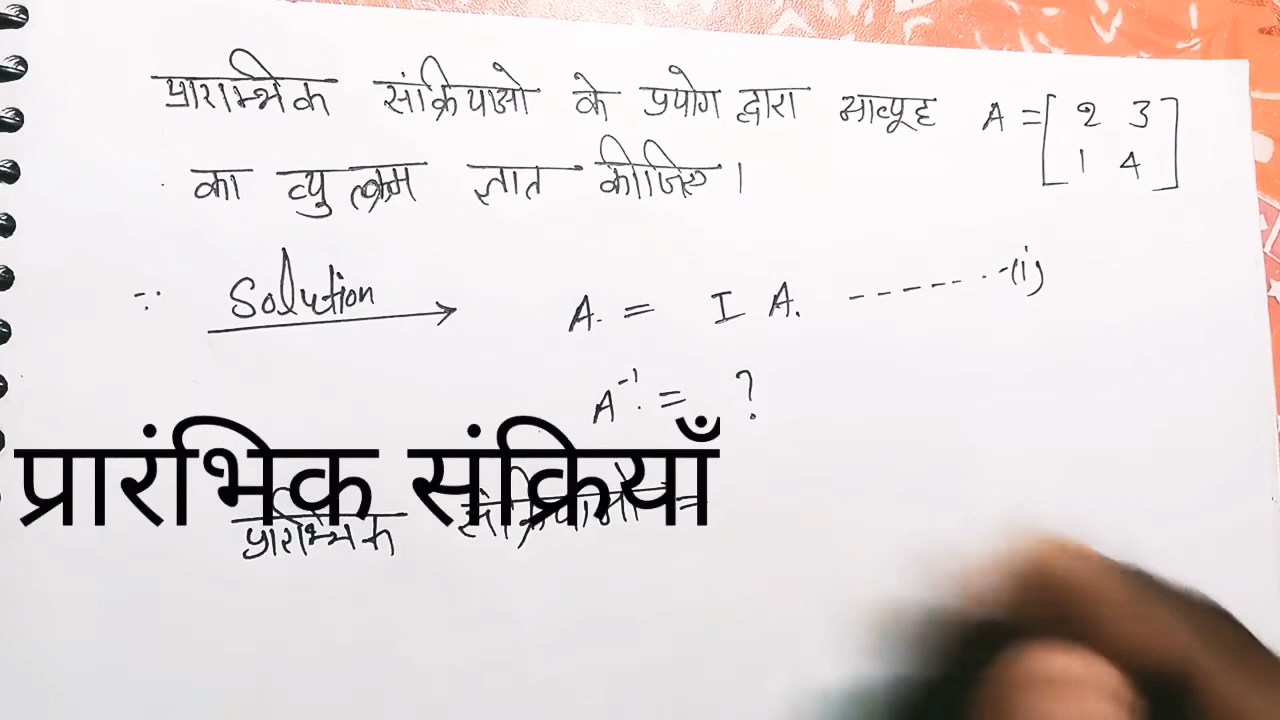 प्रारम्भिक संक्रियाओ के प्रयोग द्वारा आव्यूह A = [2 3
1 4]
का व्युत्क्रम ज्ञात कीजिए।
∵ Solution → A. = I A. ------- (i)
A⁻¹. = ?
प्रारंभिक संक्रियाँ
प्रारम्भिक